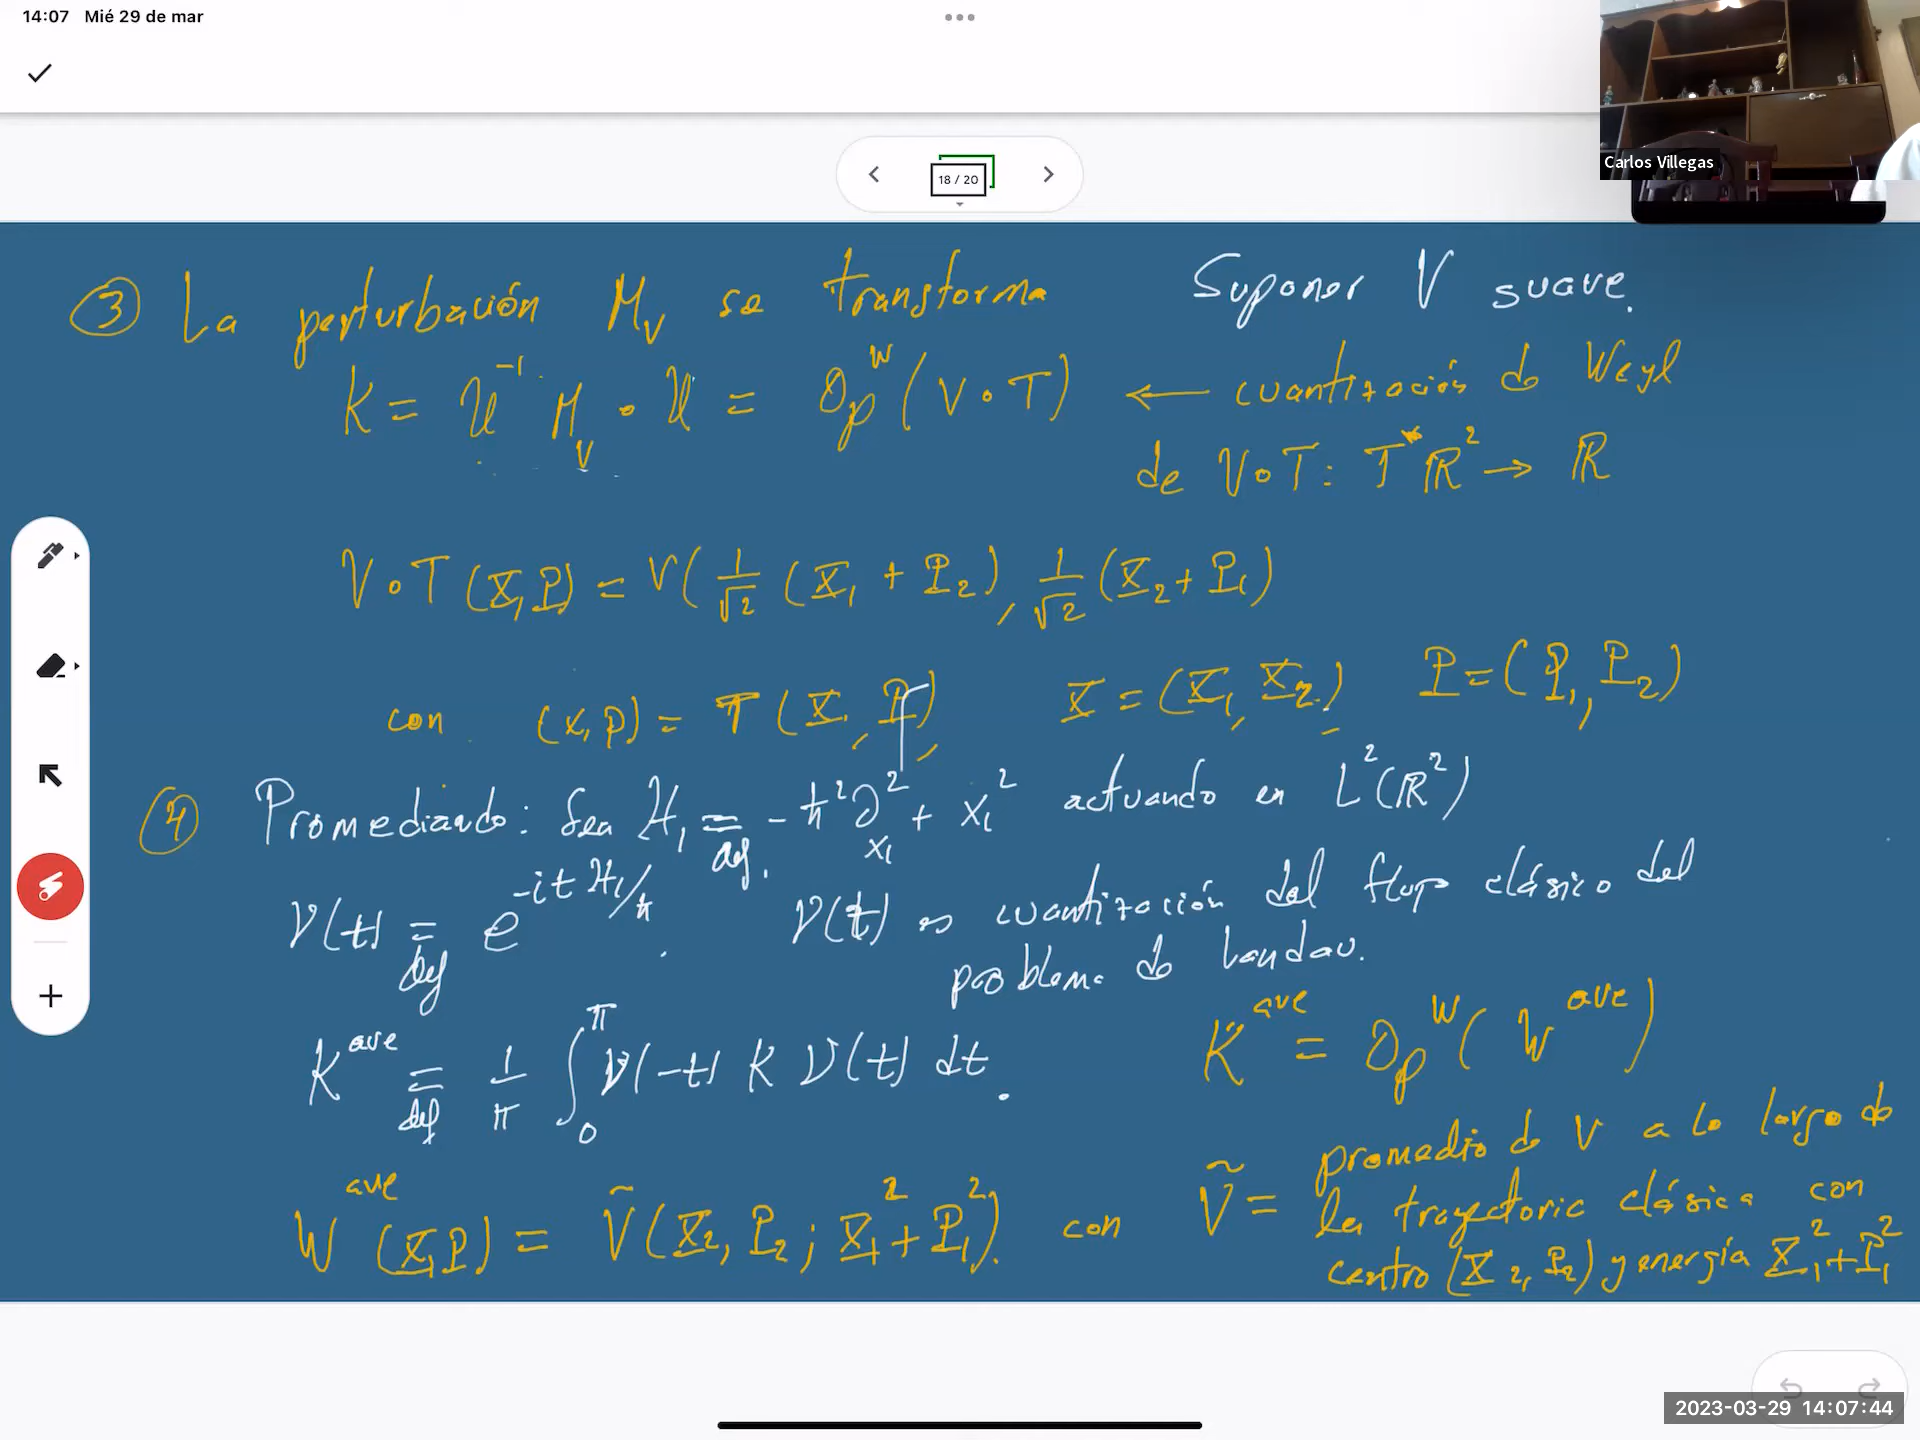 14:07 Mié 29 de mar
Carlos Villegas
18 / 20
③ La perturbación M_V se transforma Suponer V suave.
K = U^{-1} M_V ∘ U = Op^W (V∘T) ← cuantización de Weyl
de V∘T: T*ℝ² → ℝ
V∘T (X, P) = V( 1/√2 (X₁ + P₂), 1/√2 (X₂ + P₁)
con (x, p) = T (X, P), X = (X₁, X₂) P = (P₁, P₂)
④ Promediando: Sea H₁ =def. -ħ²∂²_{x₁} + x₁² actuando en L²(ℝ²)
V(t) =def e^{-itH₁/ħ}. V(t) es cuantización del flujo clásico del
problema de Landau.
K^{ave} =def 1/π ∫₀^π V(-t) K V(t) dt. K^{ave} = Op^W( W^{ave} )
W^{ave} (X, P) = Ṽ(X₂, P₂; X₁² + P₁²). con Ṽ = promedio de V a lo largo de
la trayectoria clásica con
centro (X₂, P₂) y energía X₁² + P₁²
2023-03-29 14:07:44